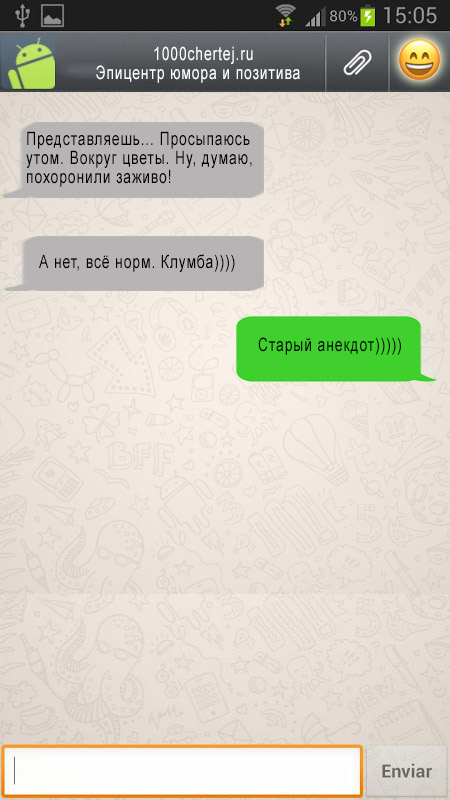 80% 15:05
1000chertej.ru
Эпицентр юмора и позитива
Представляешь... Просыпаюсь
утом. Вокруг цветы. Ну, думаю,
похоронили заживо!
А нет, всё норм. Клумба))))
Старый анекдот)))))
BFF
Enviar